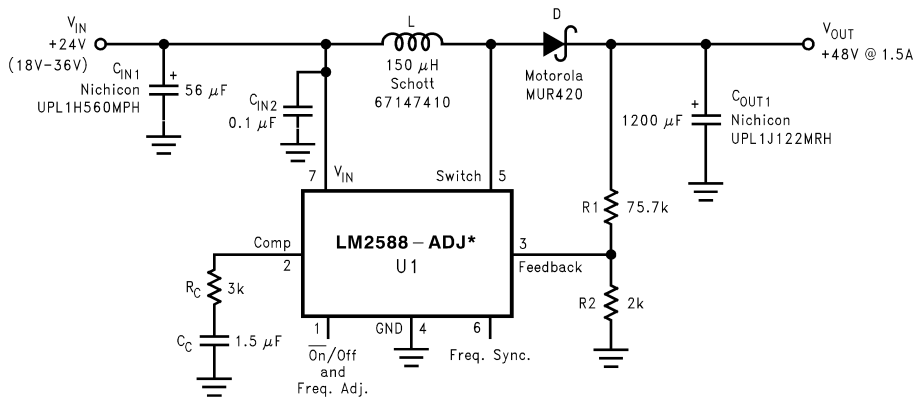 V_IN
+24V
(18V-36V)
C_IN1
Nichicon
UPL1H560MPH
+
56 µF
C_IN2
0.1 µF
L
150 µH
Schott
67147410
D
Motorola
MUR420
V_OUT
+48V @ 1.5A
1200 µF
+
C_OUT1
Nichicon
UPL1J122MRH
7
V_IN
Switch
5
R1
75.7k
LM2588-ADJ*
U1
Comp
2
3
Feedback
R_C
3k
C_C
1.5 µF
R2
2k
1
GND
4
6
O̅n̅/Off
and
Freq. Adj.
Freq. Sync.